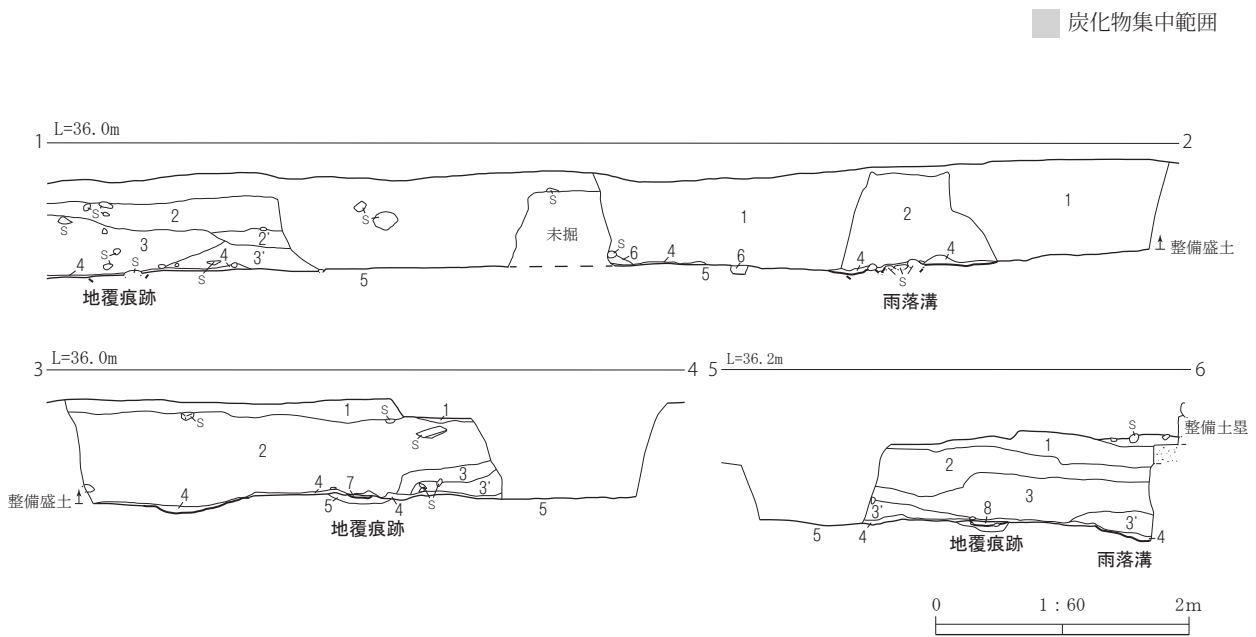 炭化物集中範囲
1 L=36.0m 2
2 S S S 1 2 1
S 3 2' 未掘
S S 4 3' S 6 4 6 4 整備盛土
4 S 5 5 4 S
地覆痕跡 雨落溝
3 L=36.0m 4 5 L=36.2m 6
1 S 1 S 整備土塁
S S 1
2 2
3 3
4 4 7 3' 3' 8 3'
整備盛土 5 4 S 5 5 4 4
地覆痕跡 地覆痕跡 雨落溝
0 1：60 2m